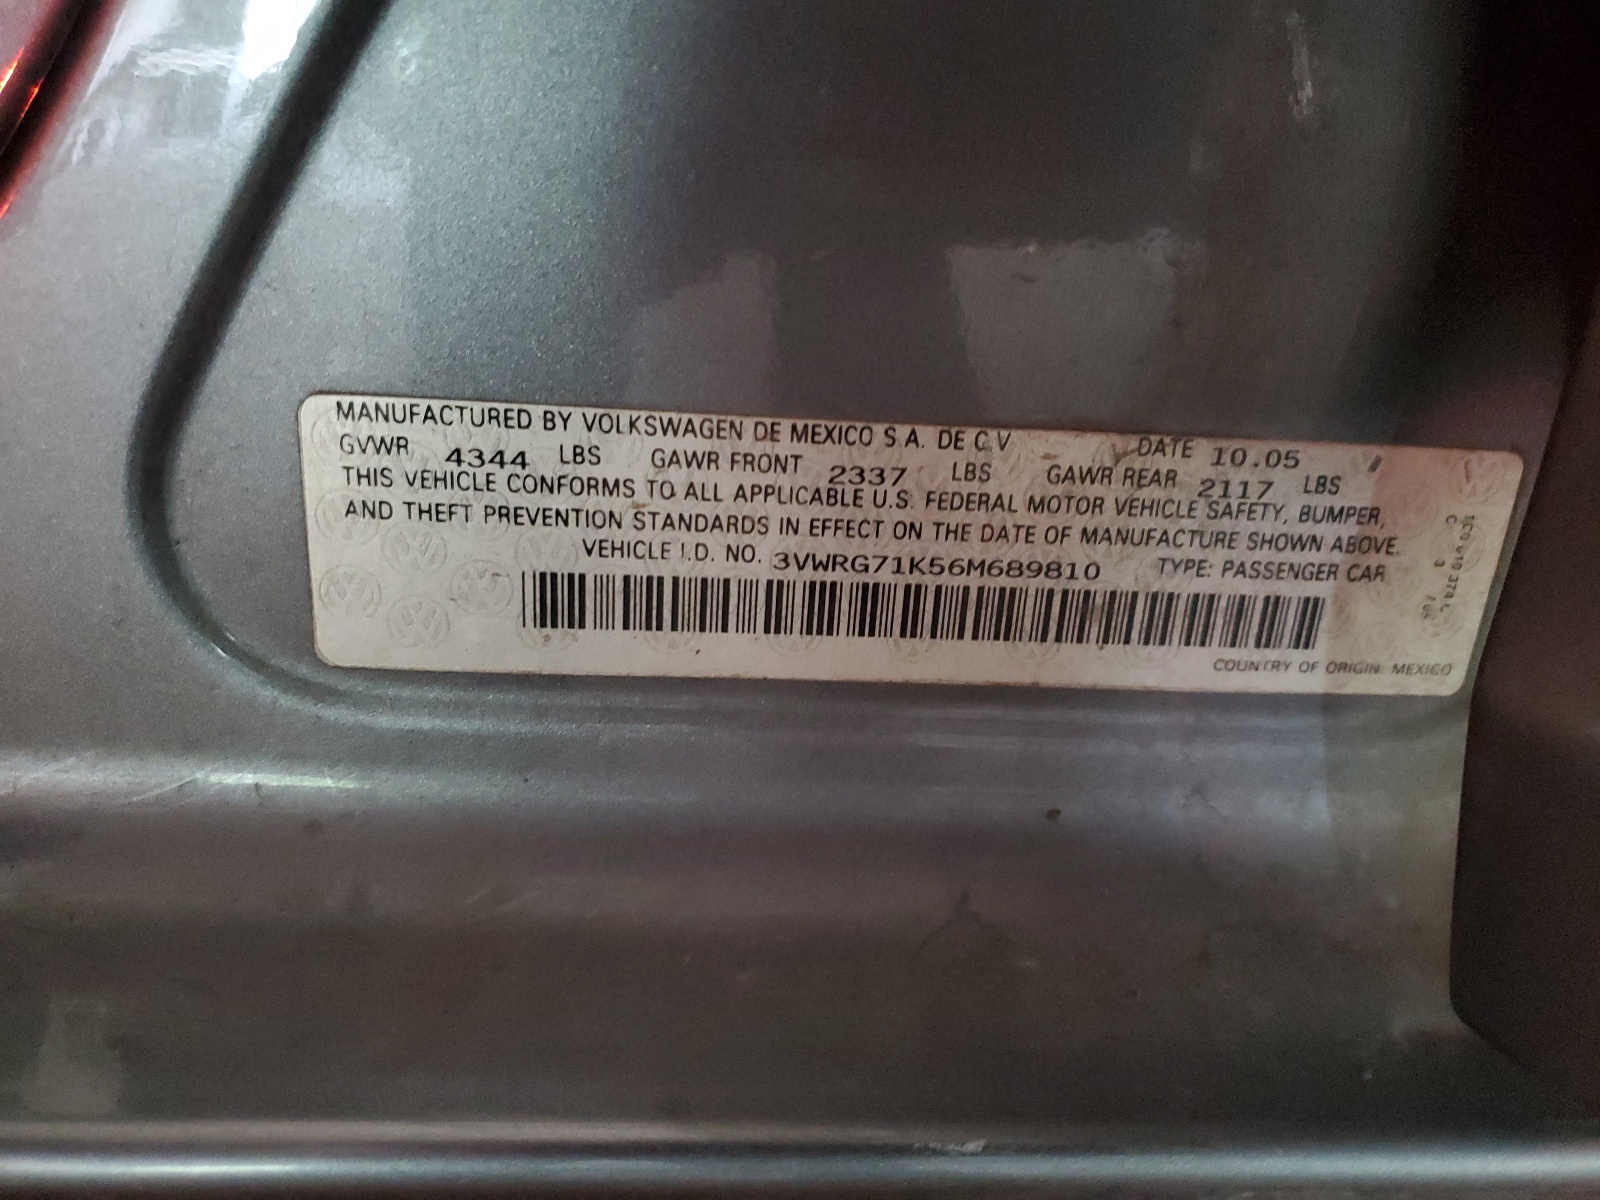 MANUFACTURED BY VOLKSWAGEN DE MEXICO S.A. DE C.V DATE 10.05
GVWR 4344 LBS GAWR FRONT 2337 LBS GAWR REAR 2117 LBS
THIS VEHICLE CONFORMS TO ALL APPLICABLE U.S. FEDERAL MOTOR VEHICLE SAFETY, BUMPER,
AND THEFT PREVENTION STANDARDS IN EFFECT ON THE DATE OF MANUFACTURE SHOWN ABOVE.
VEHICLE I.D. NO. 3VWRG71K56M689810 TYPE: PASSENGER CAR
COUNTRY OF ORIGIN: MEXICO